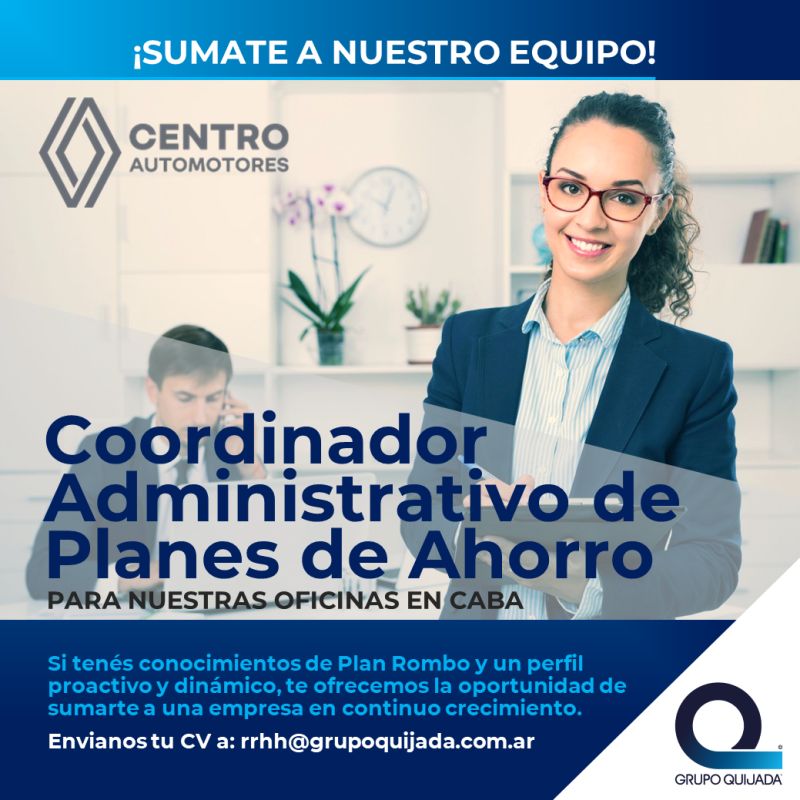 ¡SUMATE A NUESTRO EQUIPO!
CENTRO
AUTOMOTORES
Coordinador
Administrativo de
Planes de Ahorro
PARA NUESTRAS OFICINAS EN CABA
Si tenés conocimientos de Plan Rombo y un perfil
proactivo y dinámico, te ofrecemos la oportunidad de
sumarte a una empresa en continuo crecimiento.
Envianos tu CV a: rrhh@grupoquijada.com.ar
GRUPO QUIJADA